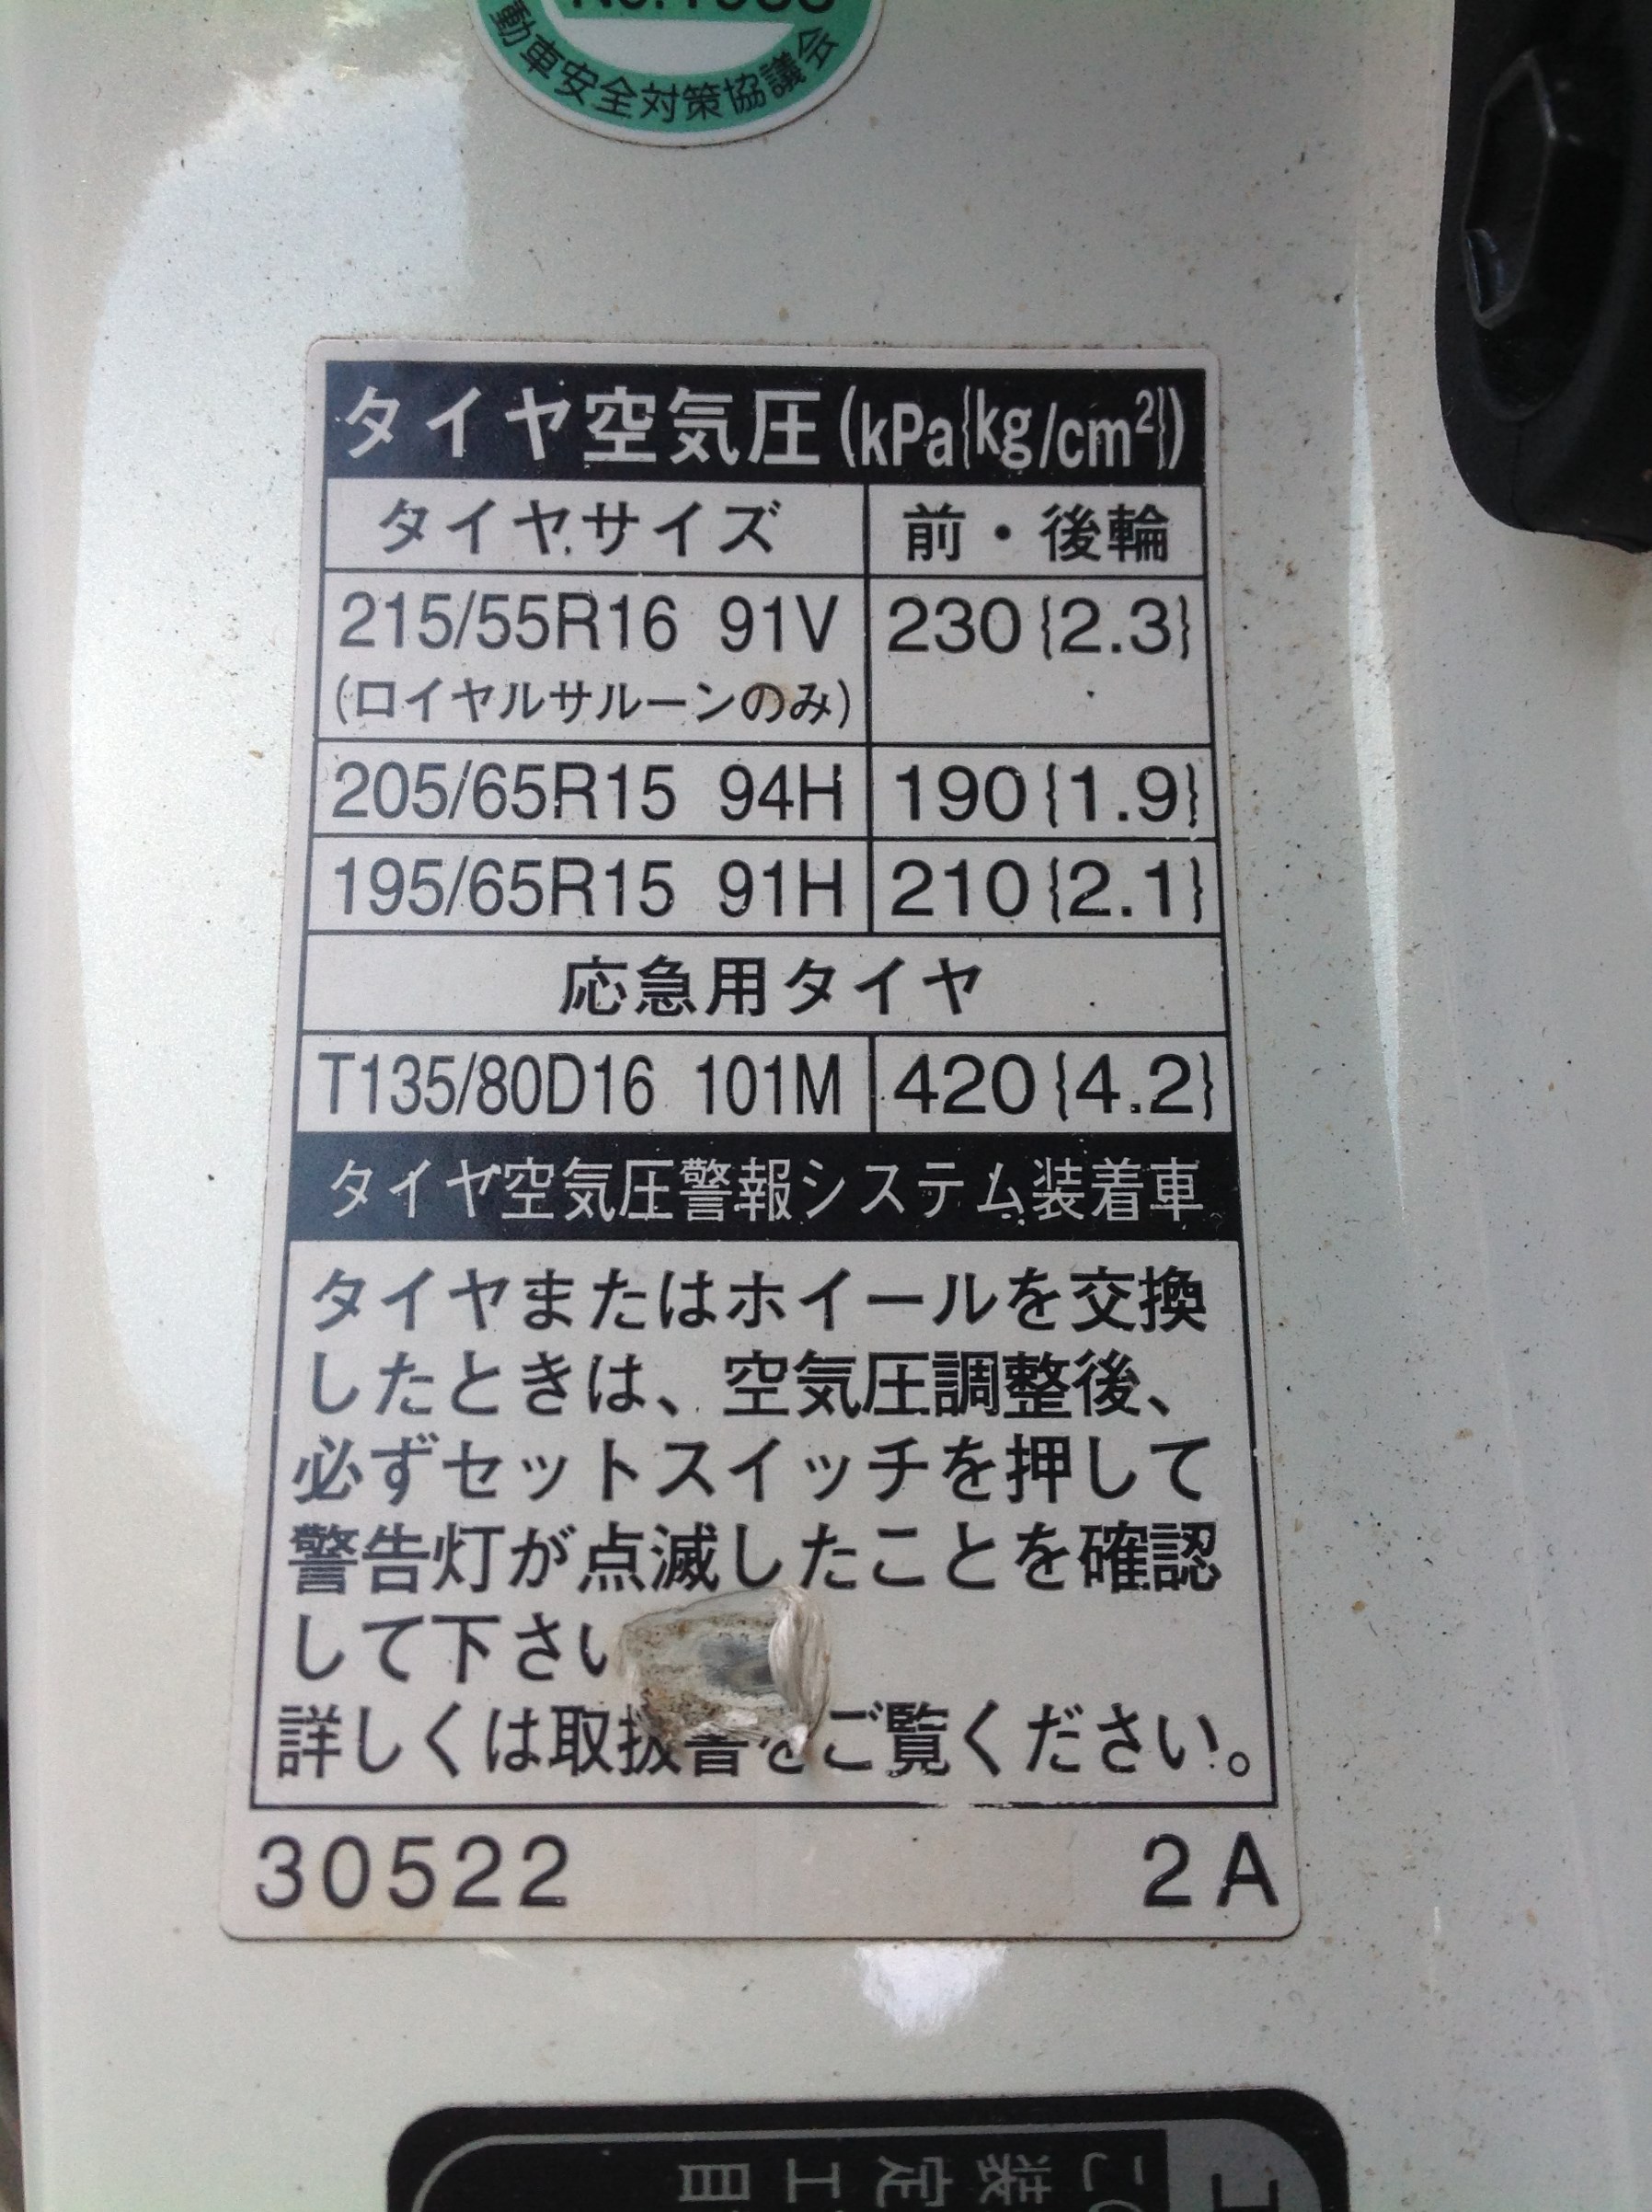 動車安全対策協議会
タイヤ空気圧(kPa{kg/cm²})
タイヤサイズ 前・後輪
215/55R16 91V 230{2.3}
(ロイヤルサルーンのみ)
205/65R15 94H 190{1.9}
195/65R15 91H 210{2.1}
応急用タイヤ
T135/80D16 101M 420{4.2}
タイヤ空気圧警報システム装着車
タイヤまたはホイールを交換
したときは、空気圧調整後、
必ずセットスイッチを押して
警告灯が点滅したことを確認
して下さい
詳しくは取扱書をご覧ください。
30522 2A